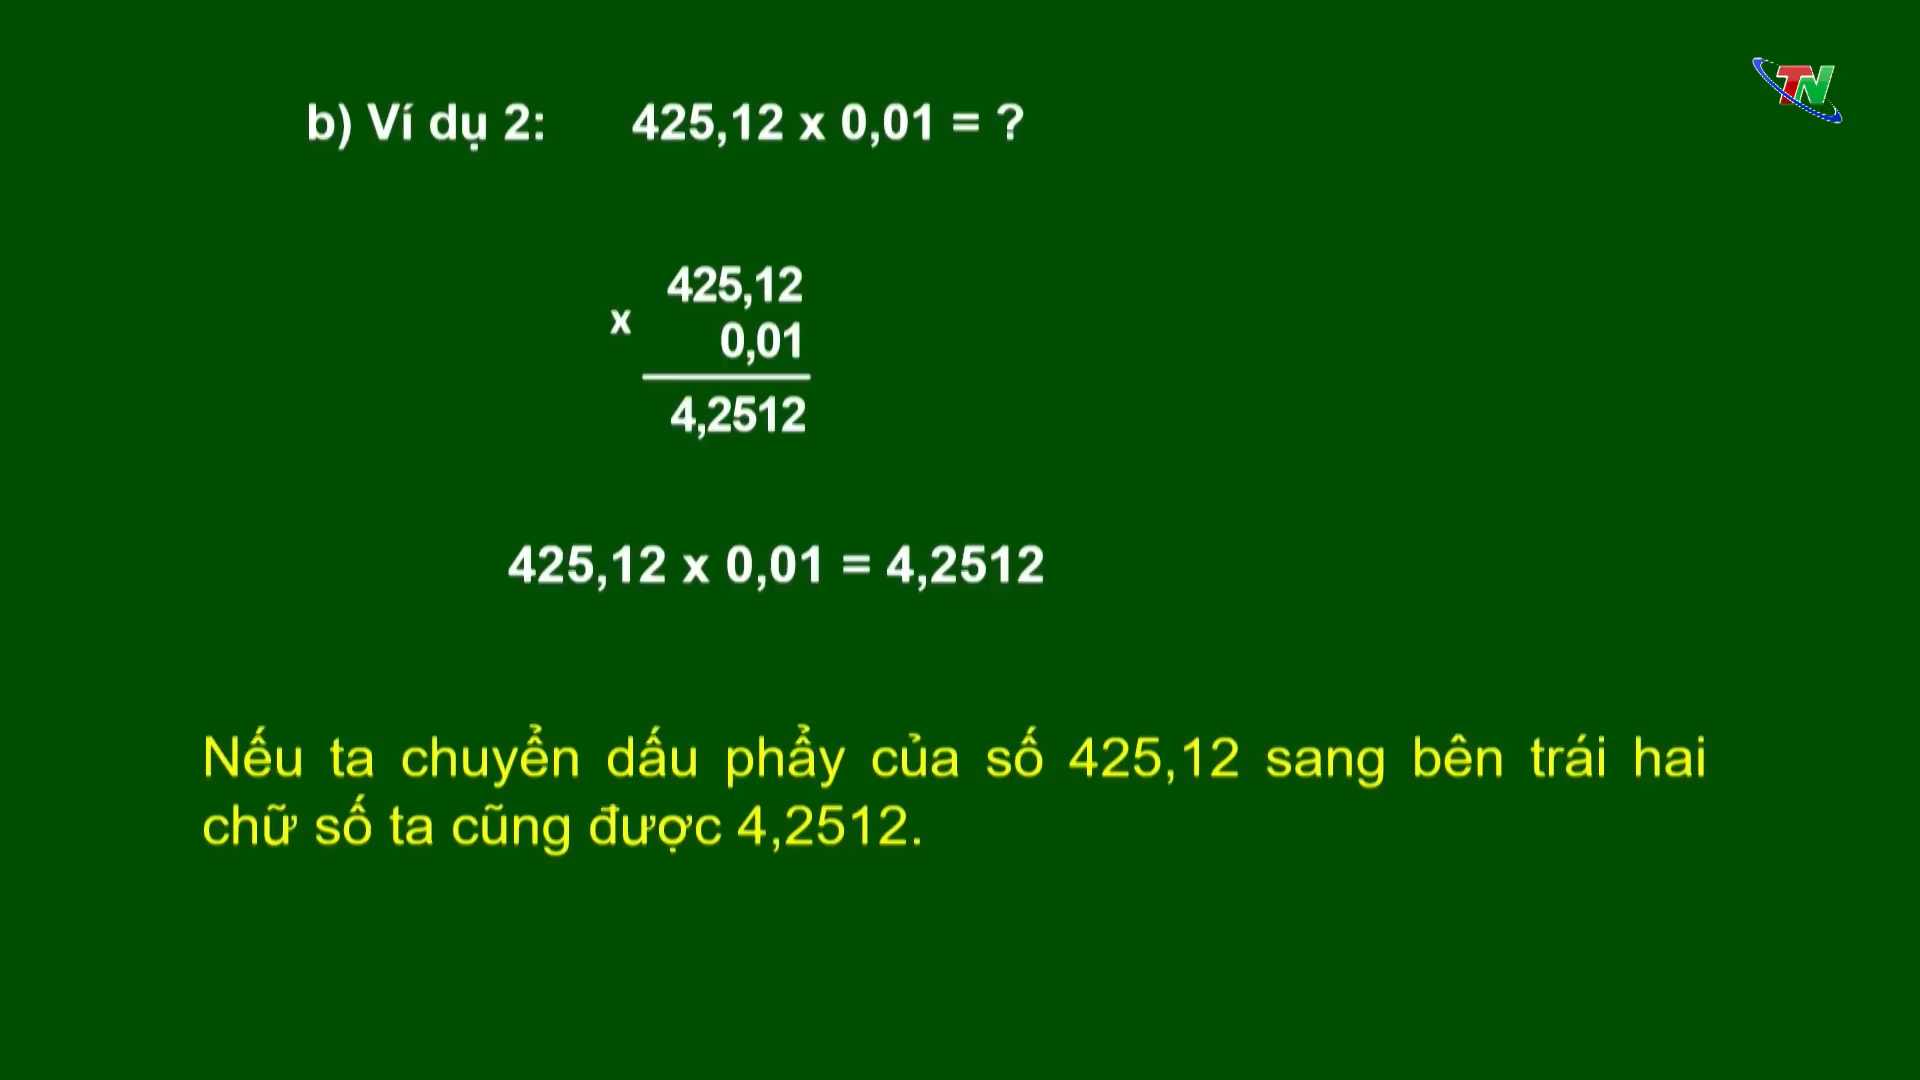 TN
b) Ví dụ 2: 425,12 x 0,01 = ?
425,12
x
0,01
4,2512
425,12 x 0,01 = 4,2512
Nếu ta chuyển dấu phẩy của số 425,12 sang bên trái hai
chữ số ta cũng được 4,2512.